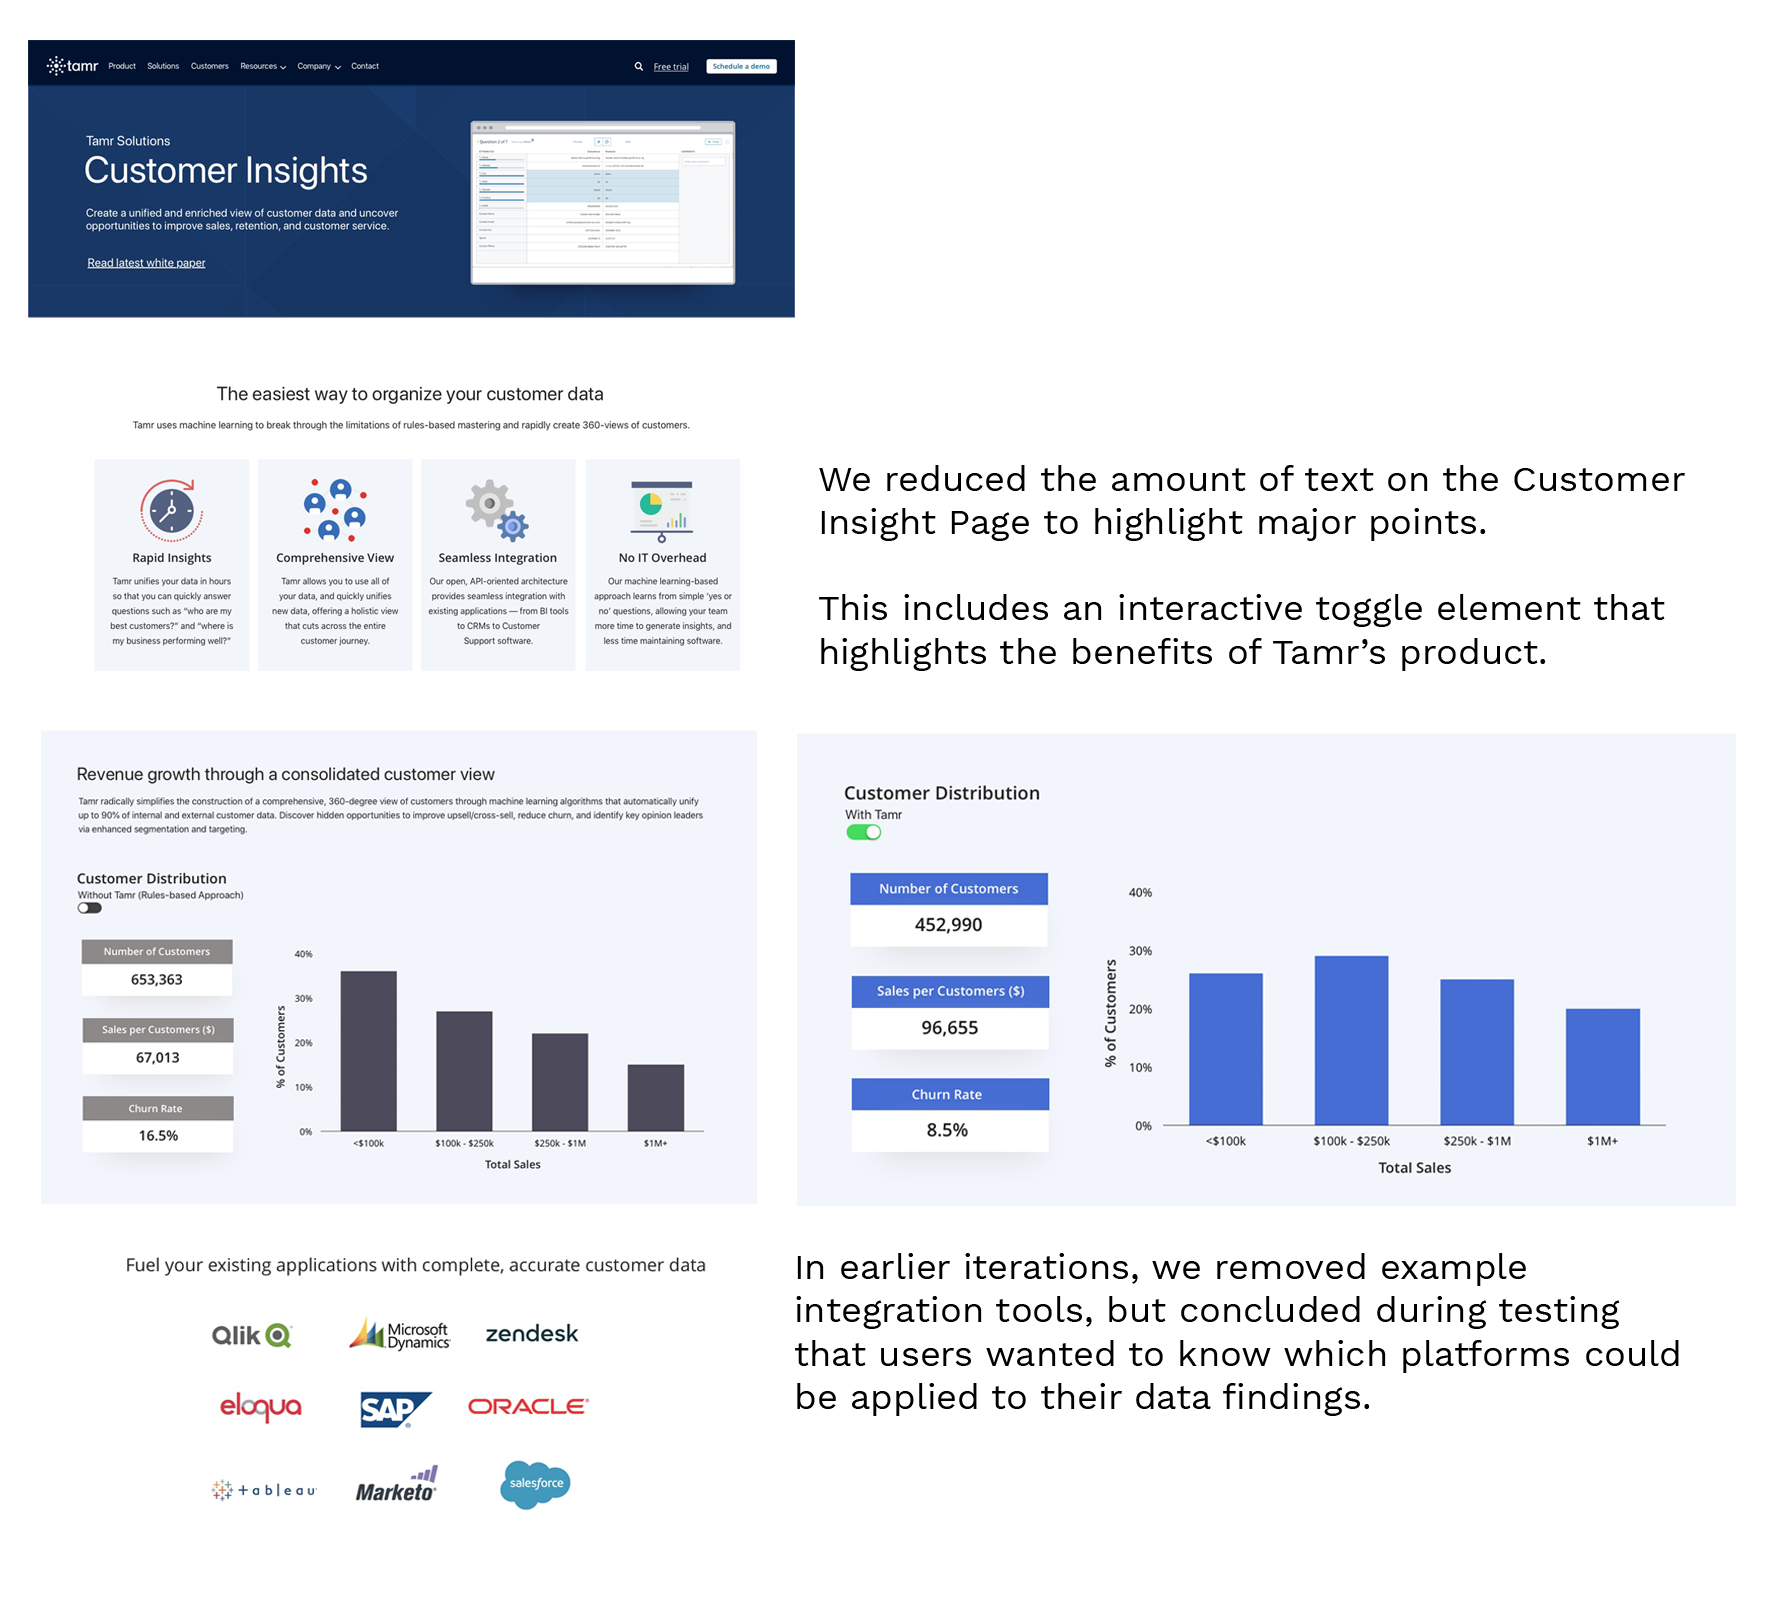 tamr Product Solutions Customers Resources Company Contact Free trial Schedule a demo
Tamr Solutions
Customer Insights
Create a unified and enriched view of customer data and uncover
opportunities to improve sales, retention, and customer service.
Read latest white paper
Question 2 of 7
The easiest way to organize your customer data
Tamr uses machine learning to break through the limitations of rules-based mastering and rapidly create 360-views of customers.
Rapid Insights
Tamr unifies your data in hours
so that you can quickly answer
questions such as “who are my
best customers?” and “where is
my business performing well?”
Comprehensive View
Tamr allows you to use all of
your data, and quickly unifies
new data, offering a holistic view
that cuts across the entire
customer journey.
Seamless Integration
Our open, API-oriented architecture
provides seamless integration with
existing applications — from BI tools
to CRMs to Customer
Support software.
No IT Overhead
Our machine learning-based
approach learns from simple ‘yes or
no’ questions, allowing your team
more time to generate insights, and
less time maintaining software.
We reduced the amount of text on the Customer
Insight Page to highlight major points.
This includes an interactive toggle element that
highlights the benefits of Tamr’s product.
Revenue growth through a consolidated customer view
Tamr radically simplifies the construction of a comprehensive, 360-degree view of customers through machine learning algorithms that automatically unify
up to 90% of internal and external customer data. Discover hidden opportunities to improve upsell/cross-sell, reduce churn, and identify key opinion leaders
via enhanced segmentation and targeting.
Customer Distribution
Without Tamr (Rules-based Approach)
Number of Customers
653,363
Sales per Customers ($)
67,013
Churn Rate
16.5%
% of Customers
40%
30%
20%
10%
0%
<$100k $100k - $250k $250k - $1M $1M+
Total Sales
Customer Distribution
With Tamr
Number of Customers
452,990
Sales per Customers ($)
96,655
Churn Rate
8.5%
% of Customers
40%
30%
20%
10%
0%
<$100k $100k - $250k $250k - $1M $1M+
Total Sales
Fuel your existing applications with complete, accurate customer data
Qlik Microsoft Dynamics zendesk
eloqua SAP ORACLE
tableau Marketo salesforce
In earlier iterations, we removed example
integration tools, but concluded during testing
that users wanted to know which platforms could
be applied to their data findings.